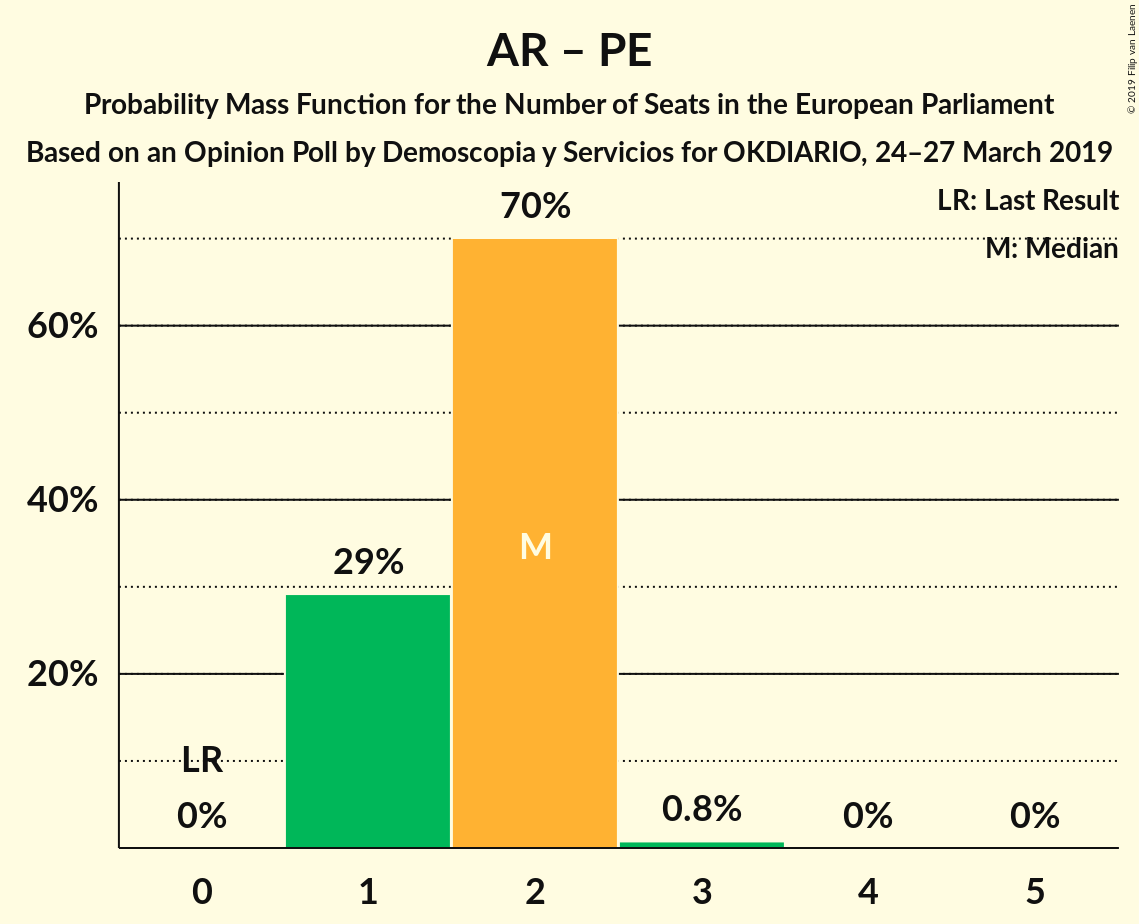 AR – PE
Probability Mass Function for the Number of Seats in the European Parliament
Based on an Opinion Poll by Demoscopia y Servicios for OKDIARIO, 24–27 March 2019
© 2019 Filip van Laenen
LR: Last Result
M: Median
70%
60%
40%
29%
M
20%
LR
0%
0.8%
0%
0%
0 1 2 3 4 5